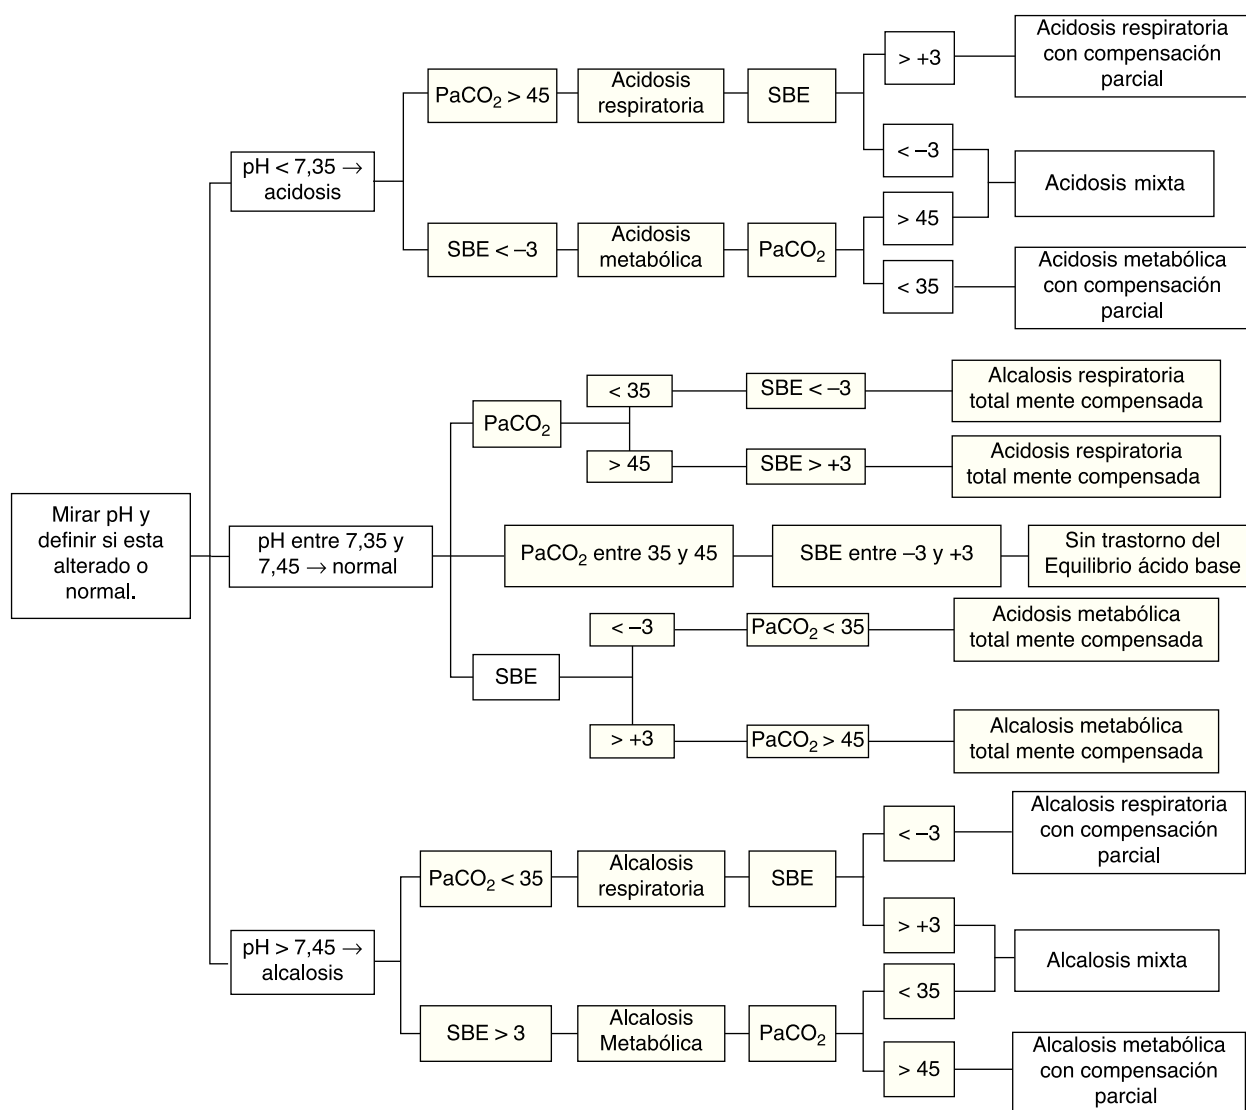 Mirar pH y
definir si esta
alterado o
normal.
pH < 7,35 →
acidosis
PaCO₂ > 45
Acidosis
respiratoria
SBE
> +3
Acidosis respiratoria
con compensación
parcial
< –3
Acidosis mixta
SBE < –3
Acidosis
metabólica
PaCO₂
> 45
< 35
Acidosis metabólica
con compensación
parcial
pH entre 7,35 y
7,45 → normal
PaCO₂
< 35
SBE < –3
Alcalosis respiratoria
total mente compensada
> 45
SBE > +3
Acidosis respiratoria
total mente compensada
PaCO₂ entre 35 y 45
SBE entre –3 y +3
Sin trastorno del
Equilibrio ácido base
SBE
< –3
PaCO₂ < 35
Acidosis metabólica
total mente compensada
> +3
PaCO₂ > 45
Alcalosis metabólica
total mente compensada
pH > 7,45 →
alcalosis
PaCO₂ < 35
Alcalosis
respiratoria
SBE
< –3
Alcalosis respiratoria
con compensación
parcial
> +3
Alcalosis mixta
SBE > 3
Alcalosis
Metabólica
PaCO₂
< 35
> 45
Alcalosis metabólica
con compensación
parcial